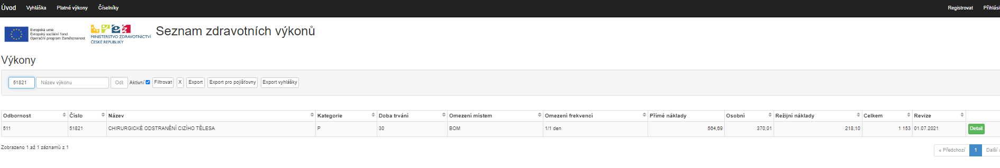 Úvod Vyhláška Platné výkony Číselníky Registrovat Přihlási
Evropská unie
Evropský sociální fond
Operační program Zaměstnanost
MINISTERSTVO ZDRAVOTNICTVÍ
ČESKÉ REPUBLIKY
Seznam zdravotních výkonů
Výkony
51821 Název výkonu Odt Aktivní Filtrovat X Export Export pro pojišťovny Export vyhlášky
Odbornost Číslo Název Kategorie Doba trvání Omezení místem Omezení frekvencí Přímé náklady Osobní Režijní náklady Celkem Revize
511 51821 CHIRURGICKÉ ODSTRANĚNÍ CIZÍHO TĚLESA P 30 BOM 1/1 den 564,69 370,01 218,10 1 153 01.07.2021 Detail
Zobrazeno 1 až 1 záznamů z 1
« Předchozí 1 Další »